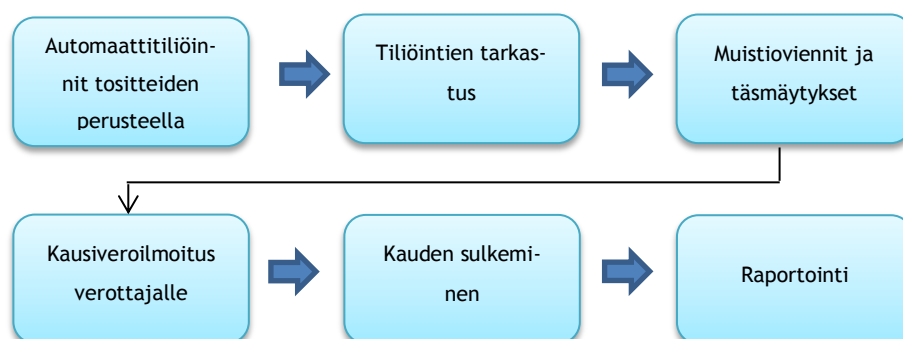 Automaattitiliöin-
nit tositteiden
perusteella
Tiliöintien tarkas-
tus
Muistioviennit ja
täsmäytykset
Kausiveroilmoitus
verottajalle
Kauden sulkemi-
nen
Raportointi